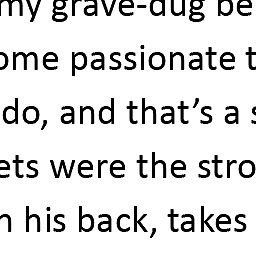 my grave-dug be
ome passionate t
do, and that's a s
ets were the stro
n his back, takes